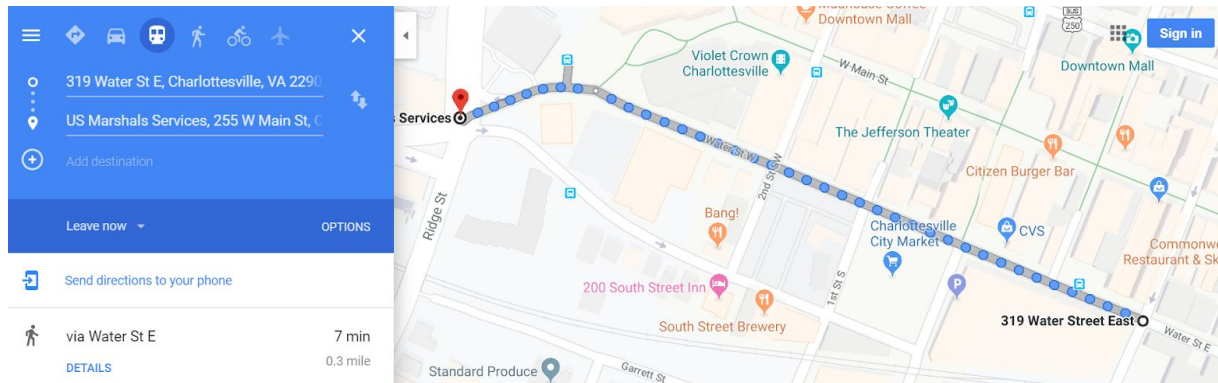 319 Water St E, Charlottesville, VA 2290
US Marshals Services, 255 W Main St, C
Add destination
Leave now
OPTIONS
Send directions to your phone
via Water St E
7 min
DETAILS
0.3 mile
Downtown Mall
BUS
250
Sign in
Violet Crown
Charlottesville
W Main St
Downtown Mall
s Services
The Jefferson Theater
Water St W
Citizen Burger Bar
2nd St SW
Ridge St
Bang!
Charlottesville
City Market
CVS
Commonwe
Restaurant & Sk
200 South Street Inn
1st St S
P
South Street Brewery
319 Water Street East
Water St E
Standard Produce
Garrett St